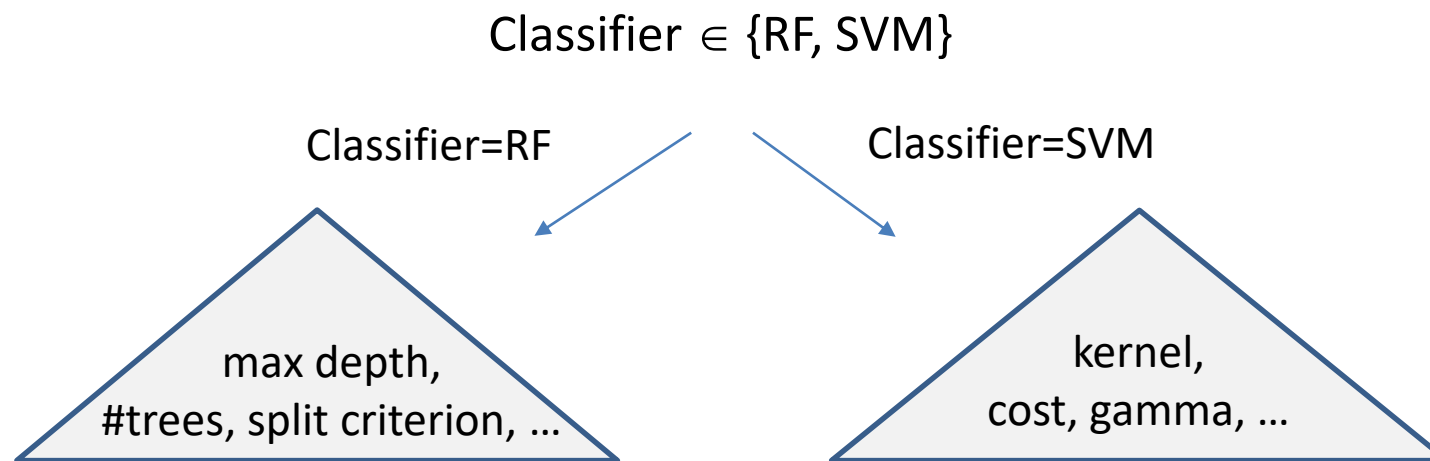 Classifier ∈ {RF, SVM}
Classifier=RF
Classifier=SVM
max depth,
#trees, split criterion, …
kernel,
cost, gamma, …